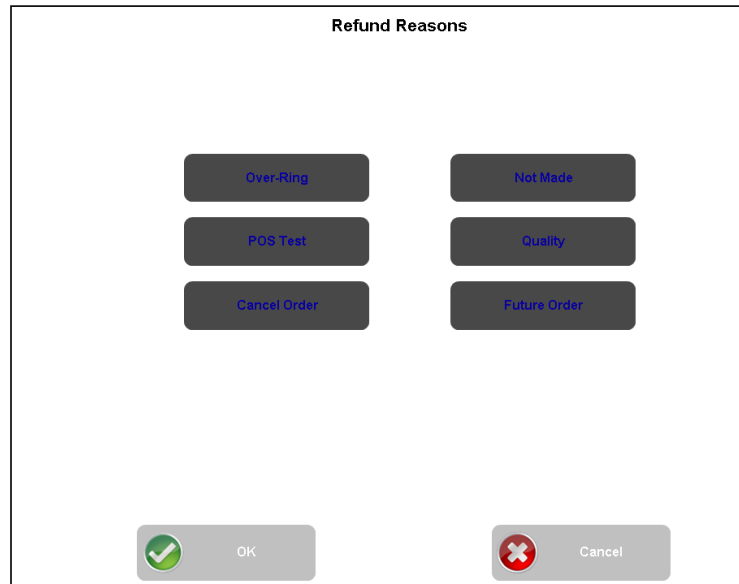 Refund Reasons
Over-Ring
Not Made
POS Test
Quality
Cancel Order
Future Order
OK
Cancel